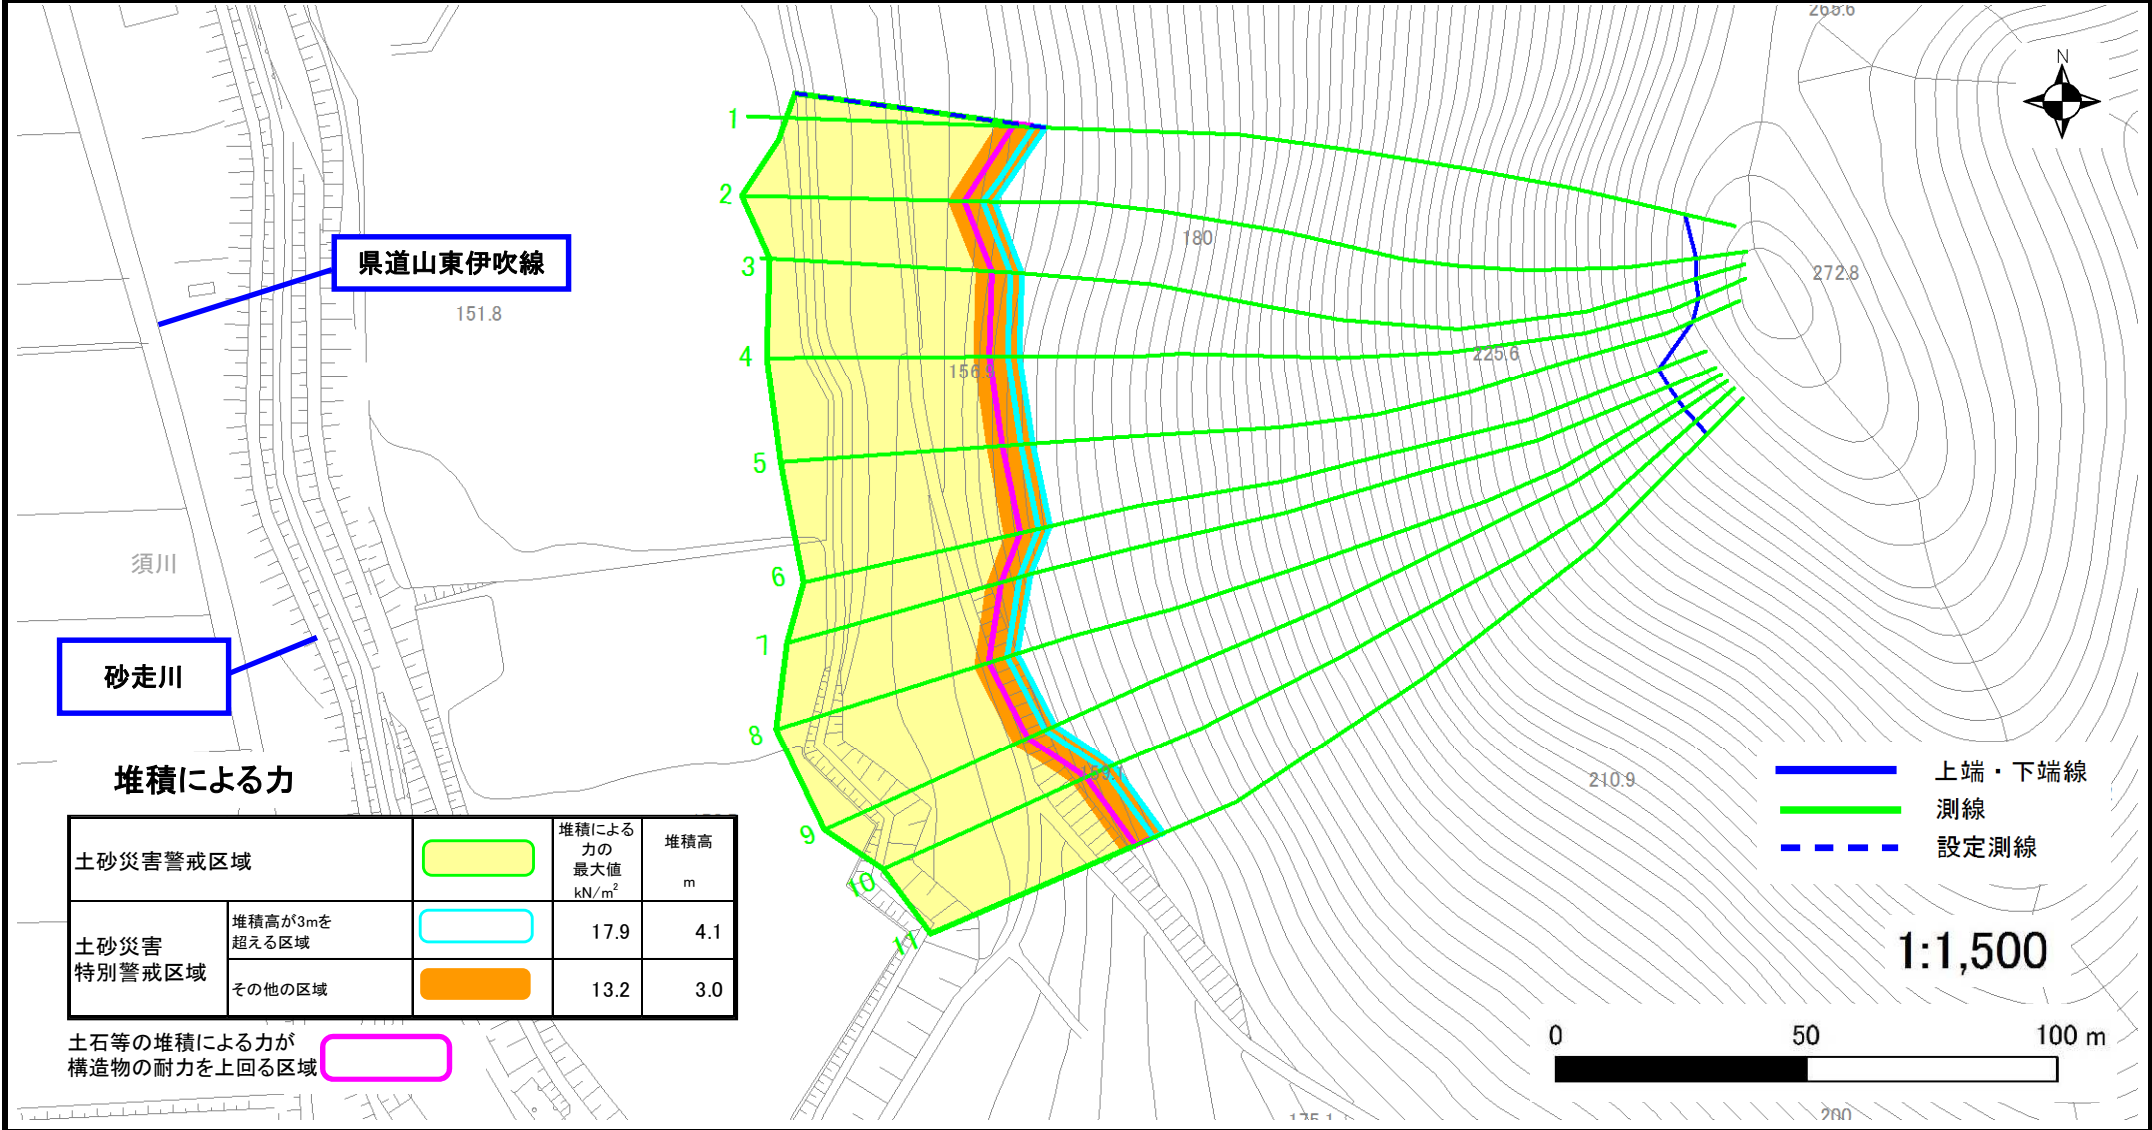 265.6
N
1
2
県道山東伊吹線
3
180
272.8
151.8
4
225.6
5
須川
6
7
砂走川
8
159.1
210.9
9
10
11
上端・下端線
測線
設定測線
1:1,500
0 50 100 m
堆積による力
土砂災害警戒区域
堆積による
力の
最大値
kN/m²
堆積高
m
土砂災害
特別警戒区域
堆積高が3mを
超える区域
17.9 4.1
その他の区域
13.2 3.0
土石等の堆積による力が
構造物の耐力を上回る区域
175.1
200